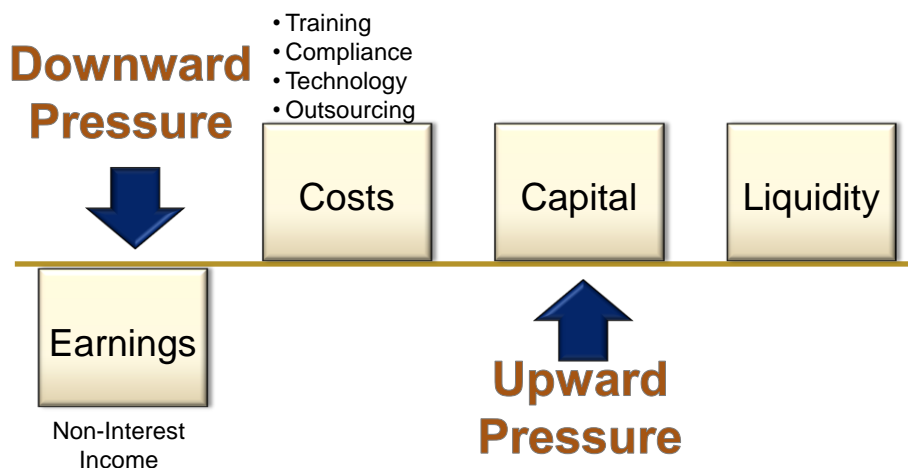 • Training
• Compliance
• Technology
• Outsourcing
Downward
Pressure
Costs
Capital
Liquidity
Earnings
Non-Interest
Income
Upward
Pressure